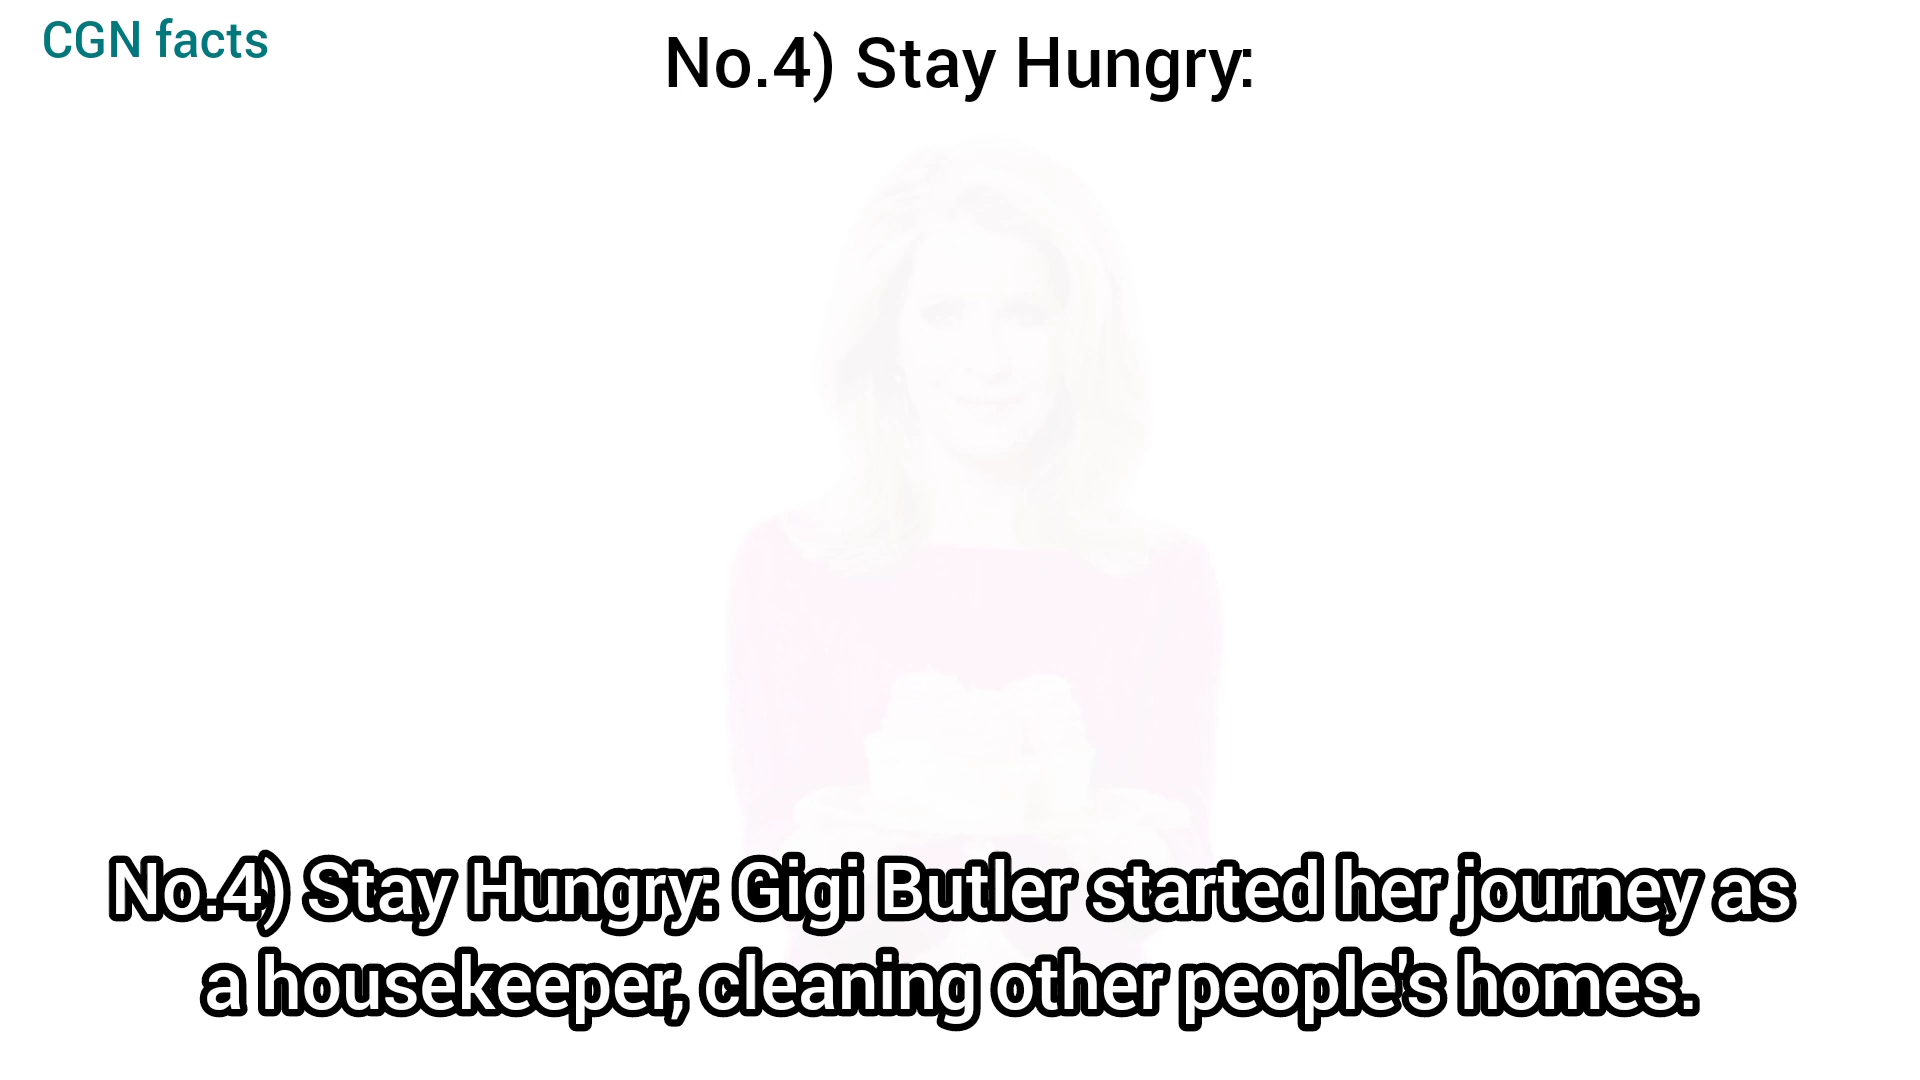 CGN facts
No.4) Stay Hungry:
No.4) Stay Hungry: Gigi Butler started her journey as
a housekeeper, cleaning other people's homes.